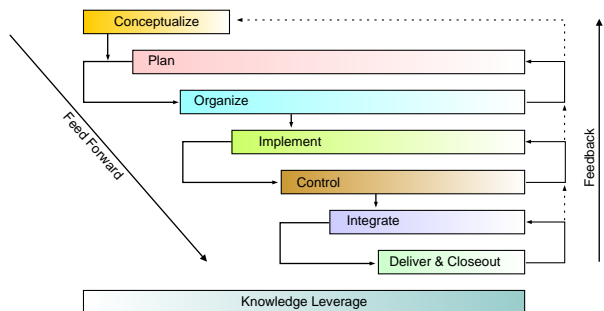 Conceptualize
Plan
Organize
Implement
Control
Integrate
Deliver & Closeout
Knowledge Leverage
Feed Forward
Feedback